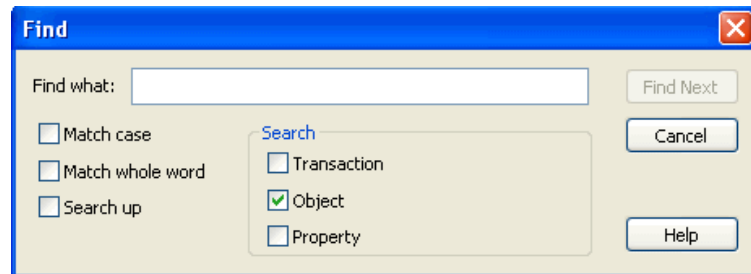 Find
Find what:
Find Next
Match case
Match whole word
Search up
Search
Transaction
Object
Property
Cancel
Help